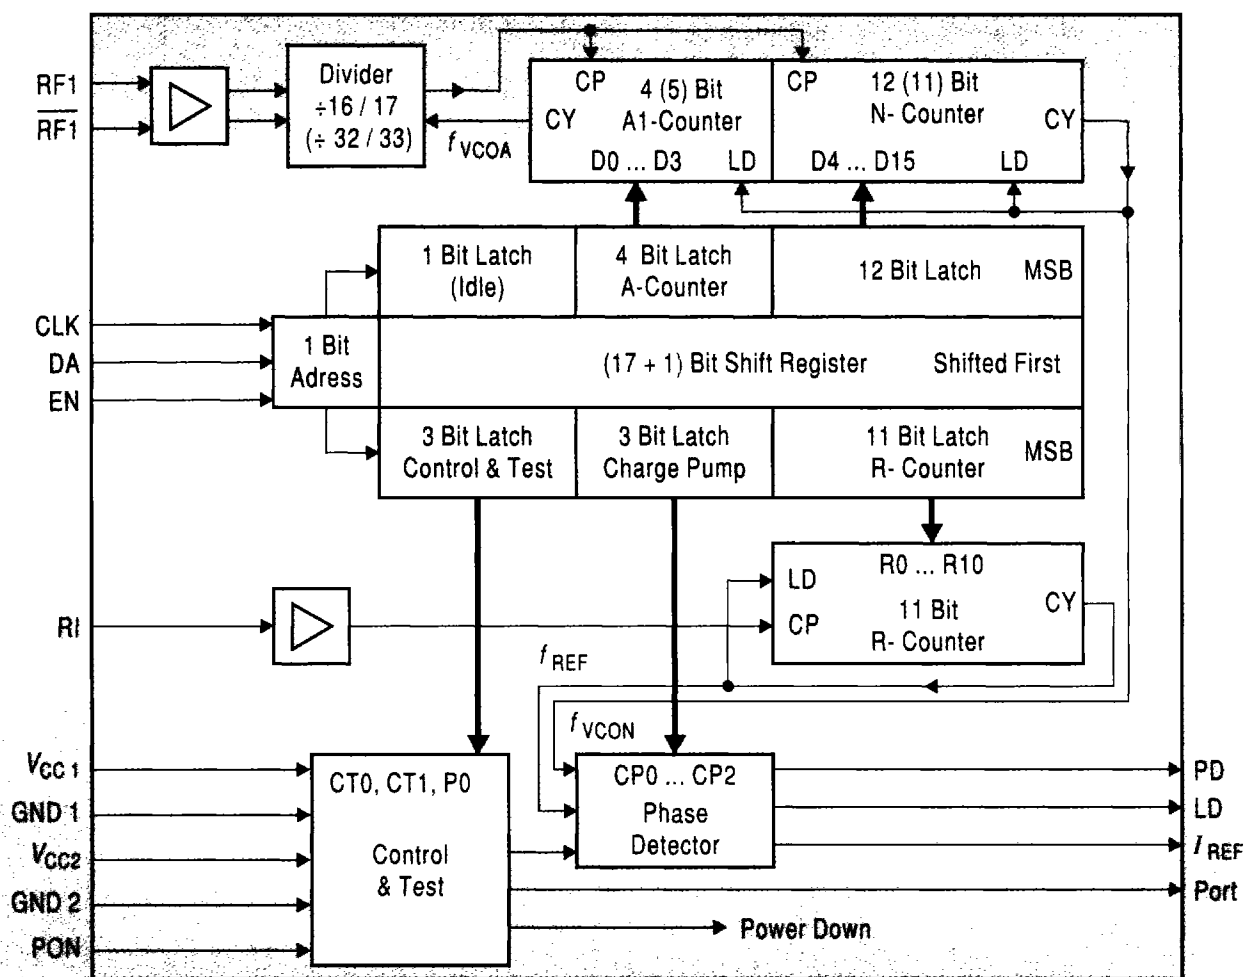 RF1
RF1
Divider
÷16 / 17
(÷ 32 / 33)
f VCOA
CP
4 (5) Bit
A1-Counter
CY
D0 ... D3
LD
CP
12 (11) Bit
N- Counter
CY
D4 ... D15
LD
1 Bit Latch
(Idle)
4 Bit Latch
A-Counter
12 Bit Latch
MSB
CLK
DA
EN
1 Bit
Adress
(17 + 1) Bit Shift Register
Shifted First
3 Bit Latch
Control & Test
3 Bit Latch
Charge Pump
11 Bit Latch
R- Counter
MSB
RI
R0 ... R10
LD
CP
11 Bit
R- Counter
CY
f REF
f VCON
VCC 1
GND 1
VCC2
GND 2
PON
CT0, CT1, P0
Control
& Test
CP0 ... CP2
Phase
Detector
PD
LD
I REF
Port
Power Down